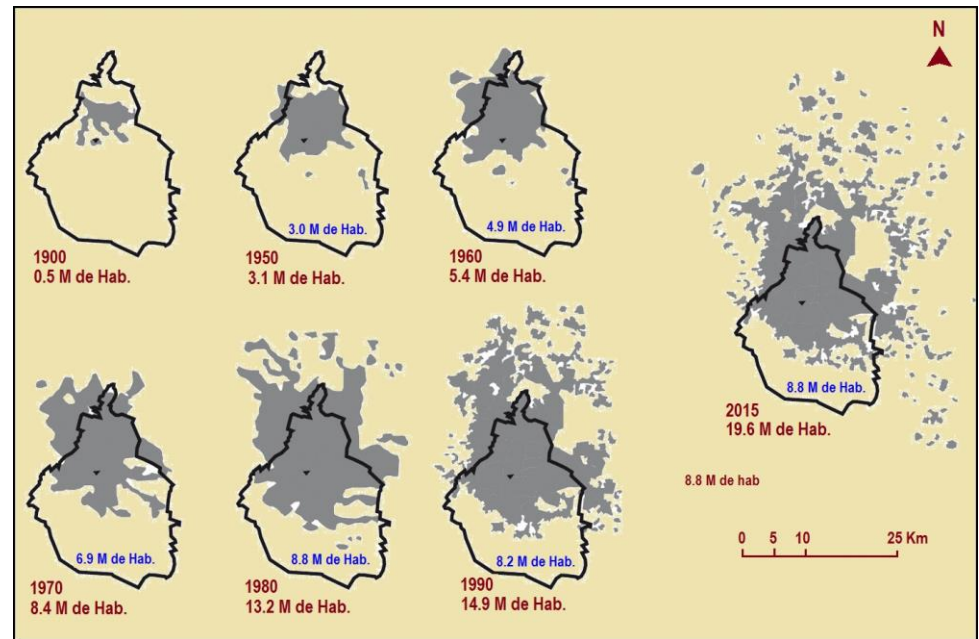 N
1900
0.5 M de Hab.
3.0 M de Hab.
1950
3.1 M de Hab.
4.9 M de Hab.
1960
5.4 M de Hab.
6.9 M de Hab.
1970
8.4 M de Hab.
8.8 M de Hab.
1980
13.2 M de Hab.
8.2 M de Hab.
1990
14.9 M de Hab.
8.8 M de Hab.
2015
19.6 M de Hab.
8.8 M de hab
0 5 10 25 Km